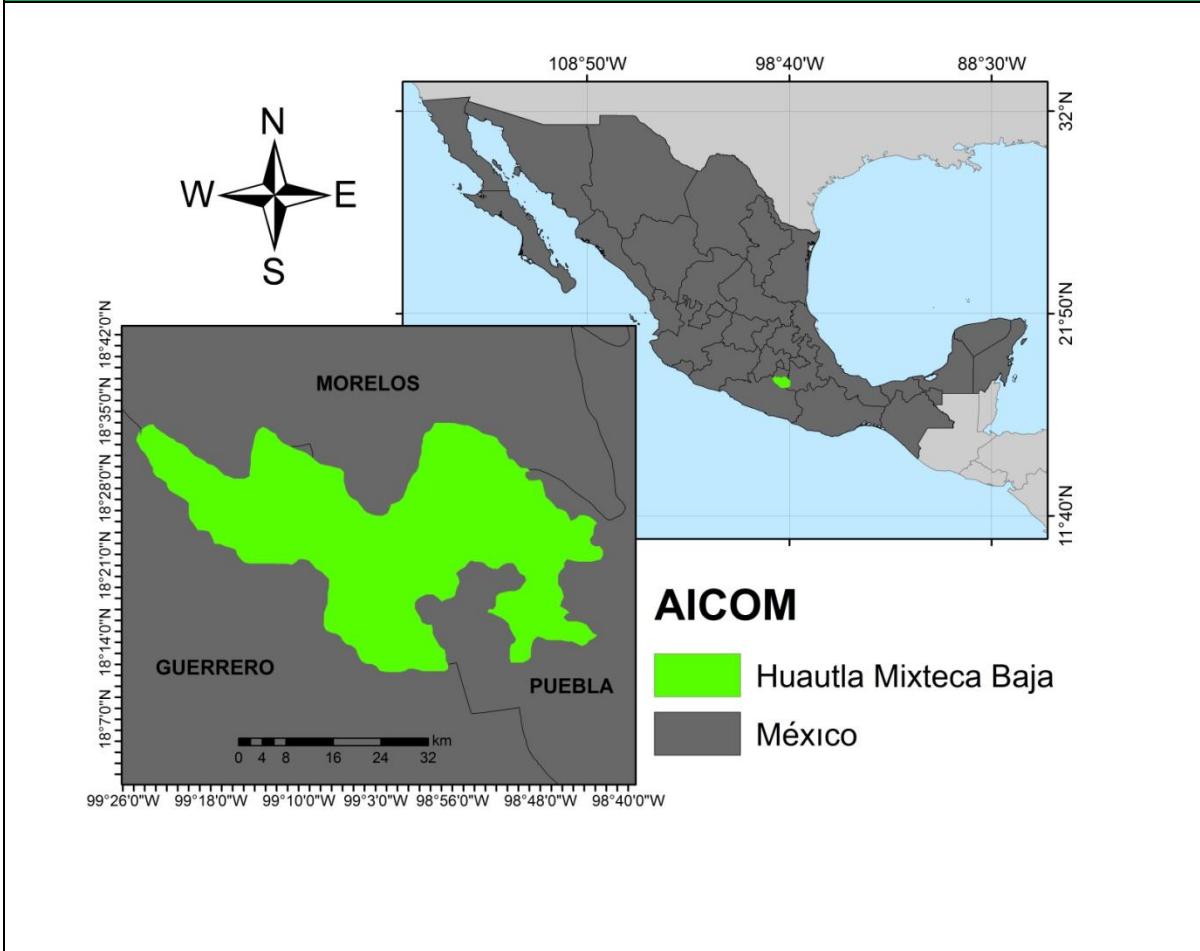 108°50'W 98°40'W 88°30'W
32°N
21°50'N
11°40'N
N
W E
S
18°42'0"N
18°35'0"N
18°28'0"N
18°21'0"N
18°14'0"N
18°7'0"N
MORELOS
GUERRERO
PUEBLA
km
0 4 8 16 24 32
99°26'0"W 99°18'0"W 99°10'0"W 99°3'0"W 98°56'0"W 98°48'0"W 98°40'0"W
AICOM
Huautla Mixteca Baja
México